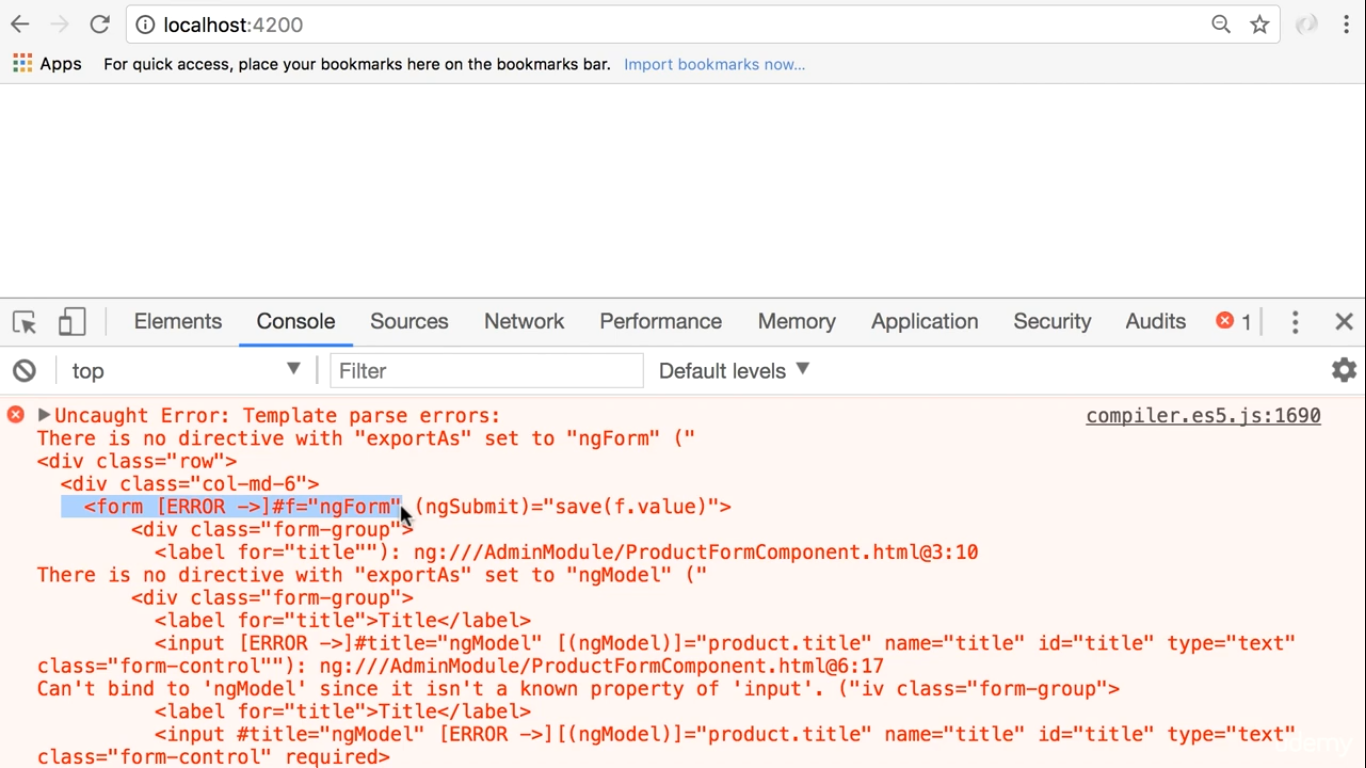 localhost:4200
Apps For quick access, place your bookmarks here on the bookmarks bar. Import bookmarks now...
Elements Console Sources Network Performance Memory Application Security Audits 1
top Filter Default levels
Uncaught Error: Template parse errors: compiler.es5.js:1690
There is no directive with "exportAs" set to "ngForm" ("
<div class="row">
<div class="col-md-6">
<form [ERROR ->]#f="ngForm" (ngSubmit)="save(f.value)">
<div class="form-group">
<label for="title""): ng:///AdminModule/ProductFormComponent.html@3:10
There is no directive with "exportAs" set to "ngModel" ("
<div class="form-group">
<label for="title">Title</label>
<input [ERROR ->]#title="ngModel" [(ngModel)]="product.title" name="title" id="title" type="text"
class="form-control""): ng:///AdminModule/ProductFormComponent.html@6:17
Can't bind to 'ngModel' since it isn't a known property of 'input'. ("iv class="form-group">
<label for="title">Title</label>
<input #title="ngModel" [ERROR ->][(ngModel)]="product.title" name="title" id="title" type="text"
class="form-control" required>
udemy